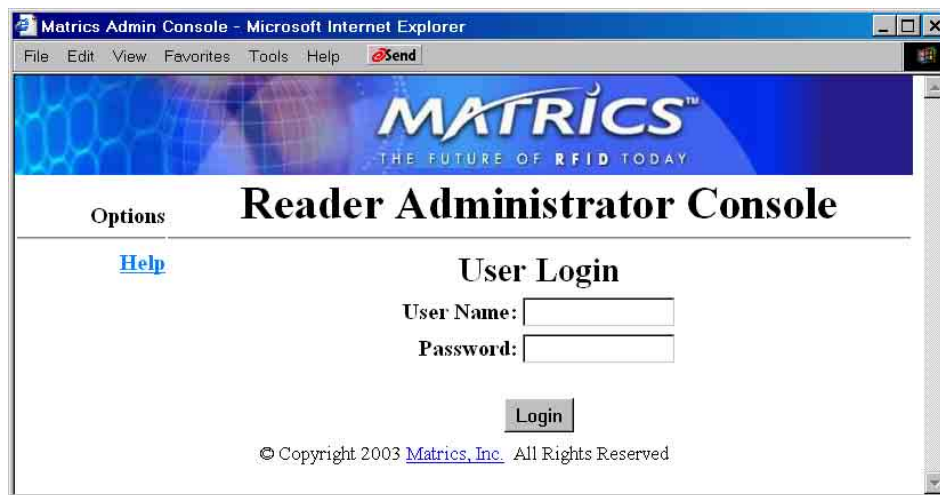 Matrics Admin Console - Microsoft Internet Explorer
File Edit View Favorites Tools Help Send
MATRICS™
THE FUTURE OF RFID TODAY
Options
Reader Administrator Console
Help
User Login
User Name:
Password:
Login
© Copyright 2003 Matrics, Inc. All Rights Reserved